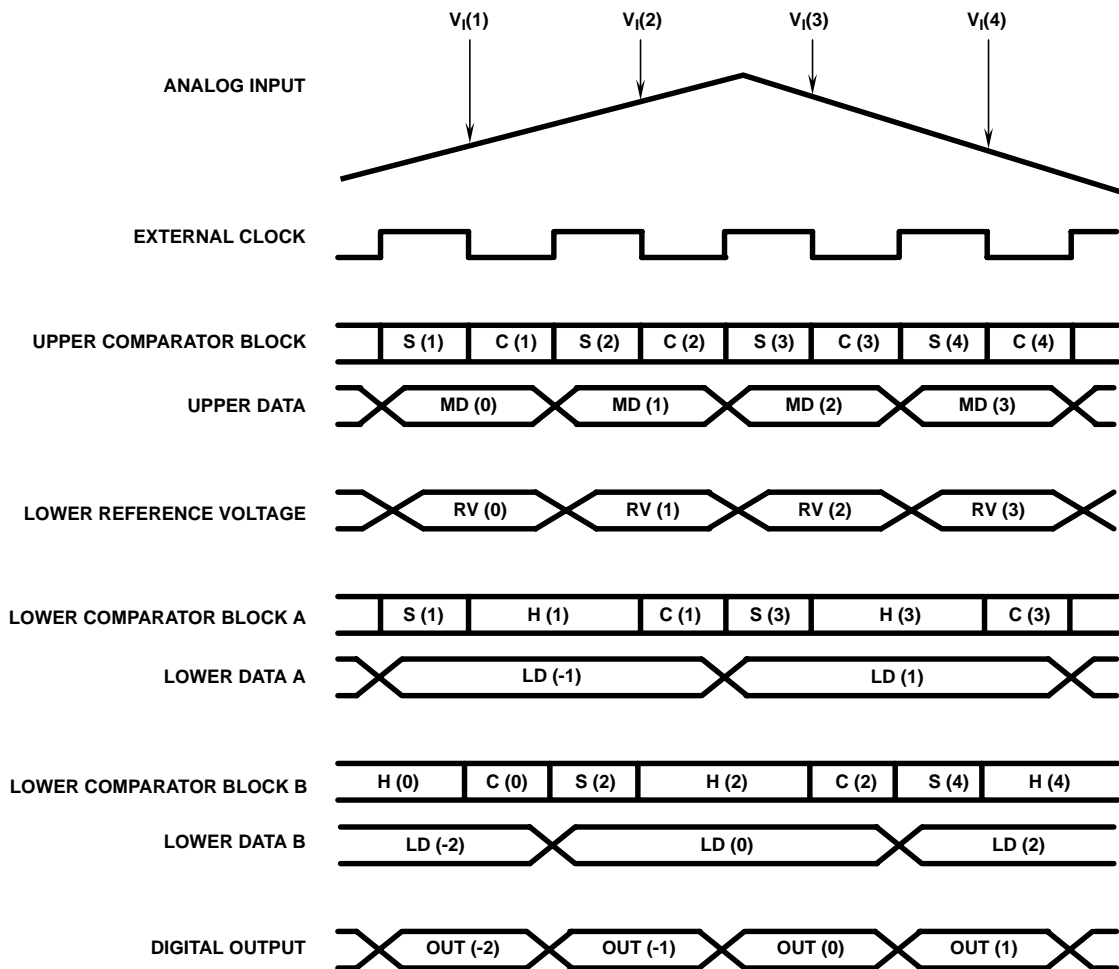 V_I(1) V_I(2) V_I(3) V_I(4)
ANALOG INPUT
EXTERNAL CLOCK
UPPER COMPARATOR BLOCK S (1) C (1) S (2) C (2) S (3) C (3) S (4) C (4)
UPPER DATA MD (0) MD (1) MD (2) MD (3)
LOWER REFERENCE VOLTAGE RV (0) RV (1) RV (2) RV (3)
LOWER COMPARATOR BLOCK A S (1) H (1) C (1) S (3) H (3) C (3)
LOWER DATA A LD (-1) LD (1)
LOWER COMPARATOR BLOCK B H (0) C (0) S (2) H (2) C (2) S (4) H (4)
LOWER DATA B LD (-2) LD (0) LD (2)
DIGITAL OUTPUT OUT (-2) OUT (-1) OUT (0) OUT (1)